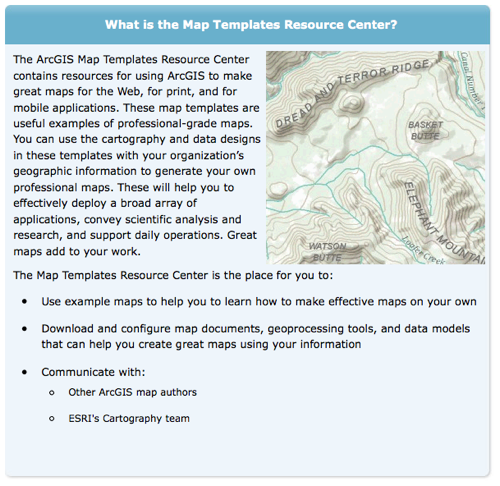 What is the Map Templates Resource Center?
The ArcGIS Map Templates Resource Center
contains resources for using ArcGIS to make
great maps for the Web, for print, and for
mobile applications. These map templates are
useful examples of professional-grade maps.
You can use the cartography and data designs
in these templates with your organization's
geographic information to generate your own
professional maps. These will help you to
effectively deploy a broad array of
applications, convey scientific analysis and
research, and support daily operations. Great
maps add to your work.
DREAD AND TERROR RIDGE
Canal Number
BASKET
BUTTE
ELEPHANT MOUNTA
WATSON
BUTTE
Creek
The Map Templates Resource Center is the place for you to:
• Use example maps to help you to learn how to make effective maps on your own
• Download and configure map documents, geoprocessing tools, and data models
that can help you create great maps using your information
• Communicate with:
○ Other ArcGIS map authors
○ ESRI's Cartography team